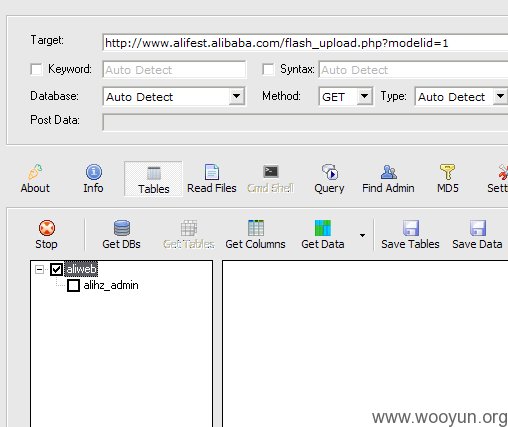 Target: http://www.alifest.alibaba.com/flash_upload.php?modelid=1
Keyword: Auto Detect Syntax: Auto Detect
Database: Auto Detect Method: GET Type: Auto Detect
Post Data:
About Info Tables Read Files Cmd Shell Query Find Admin MD5 Sett
Stop Get DBs Get Tables Get Columns Get Data Save Tables Save Data
aliweb
alihz_admin
www.wooyun.org